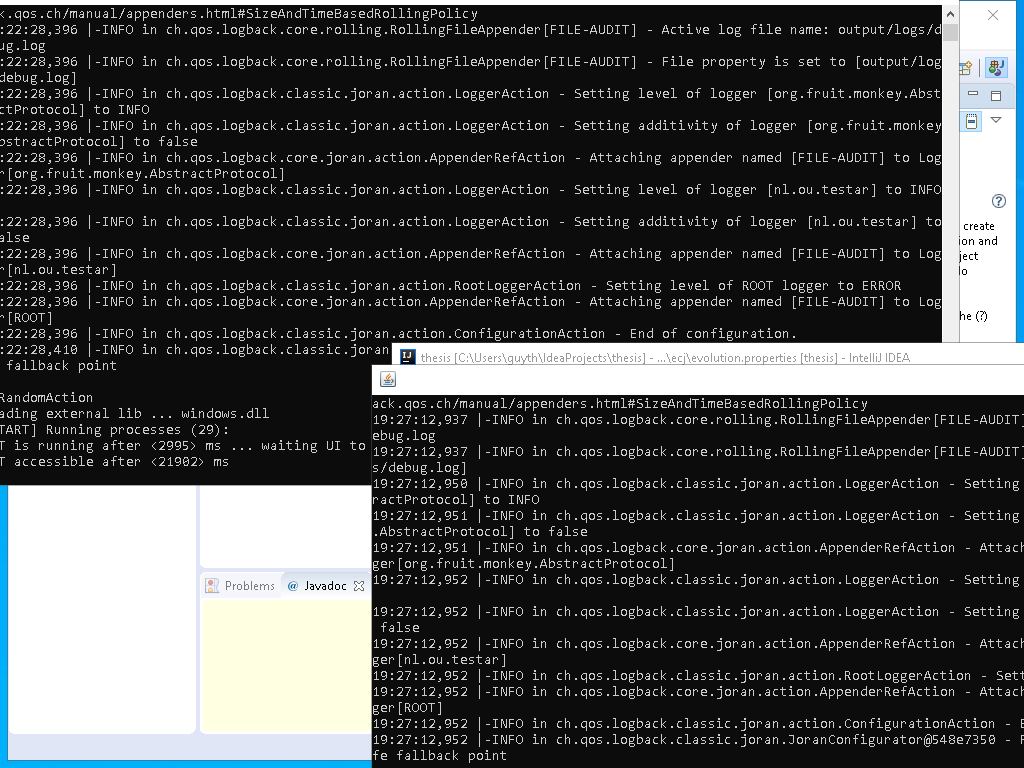 k.qos.ch/manual/appenders.html#SizeAndTimeBasedRollingPolicy
:22:28,396 |-INFO in ch.qos.logback.core.rolling.RollingFileAppender[FILE-AUDIT] - Active log file name: output/logs/d
ug.log
:22:28,396 |-INFO in ch.qos.logback.core.rolling.RollingFileAppender[FILE-AUDIT] - File property is set to [output/log
debug.log]
:22:28,396 |-INFO in ch.qos.logback.classic.joran.action.LoggerAction - Setting level of logger [org.fruit.monkey.Abst
ctProtocol] to INFO
:22:28,396 |-INFO in ch.qos.logback.classic.joran.action.LoggerAction - Setting additivity of logger [org.fruit.monkey
bstractProtocol] to false
:22:28,396 |-INFO in ch.qos.logback.core.joran.action.AppenderRefAction - Attaching appender named [FILE-AUDIT] to Log
r[org.fruit.monkey.AbstractProtocol]
:22:28,396 |-INFO in ch.qos.logback.classic.joran.action.LoggerAction - Setting level of logger [nl.ou.testar] to INFO
:22:28,396 |-INFO in ch.qos.logback.classic.joran.action.LoggerAction - Setting additivity of logger [nl.ou.testar] to
alse
:22:28,396 |-INFO in ch.qos.logback.core.joran.action.AppenderRefAction - Attaching appender named [FILE-AUDIT] to Log
r[nl.ou.testar]
:22:28,396 |-INFO in ch.qos.logback.classic.joran.action.RootLoggerAction - Setting level of ROOT logger to ERROR
:22:28,396 |-INFO in ch.qos.logback.core.joran.action.AppenderRefAction - Attaching appender named [FILE-AUDIT] to Log
r[ROOT]
:22:28,396 |-INFO in ch.qos.logback.classic.joran.action.ConfigurationAction - End of configuration.
:22:28,410 |-INFO in ch.qos.logback.classic.joran
fallback point
RandomAction
ading external lib ... windows.dll
TART] Running processes (29):
T is running after <2995> ms ... waiting UI to
T accessible after <21902> ms
create
ion and
ject
lo
he (?)
Problems
@ Javadoc
thesis [C:\Users\guyth\IdeaProjects\thesis] - ...\ecj\evolution.properties [thesis] - IntelliJ IDEA
ack.qos.ch/manual/appenders.html#SizeAndTimeBasedRollingPolicy
19:27:12,937 |-INFO in ch.qos.logback.core.rolling.RollingFileAppender[FILE-AUDIT]
ebug.log
19:27:12,937 |-INFO in ch.qos.logback.core.rolling.RollingFileAppender[FILE-AUDIT]
s/debug.log]
19:27:12,950 |-INFO in ch.qos.logback.classic.joran.action.LoggerAction - Setting
ractProtocol] to INFO
19:27:12,951 |-INFO in ch.qos.logback.classic.joran.action.LoggerAction - Setting
.AbstractProtocol] to false
19:27:12,951 |-INFO in ch.qos.logback.core.joran.action.AppenderRefAction - Attach
ger[org.fruit.monkey.AbstractProtocol]
19:27:12,952 |-INFO in ch.qos.logback.classic.joran.action.LoggerAction - Setting
19:27:12,952 |-INFO in ch.qos.logback.classic.joran.action.LoggerAction - Setting
false
19:27:12,952 |-INFO in ch.qos.logback.core.joran.action.AppenderRefAction - Attach
ger[nl.ou.testar]
19:27:12,952 |-INFO in ch.qos.logback.classic.joran.action.RootLoggerAction - Sett
19:27:12,952 |-INFO in ch.qos.logback.core.joran.action.AppenderRefAction - Attach
ger[ROOT]
19:27:12,952 |-INFO in ch.qos.logback.classic.joran.action.ConfigurationAction - E
19:27:12,952 |-INFO in ch.qos.logback.classic.joran.JoranConfigurator@548e7350 - R
fe fallback point